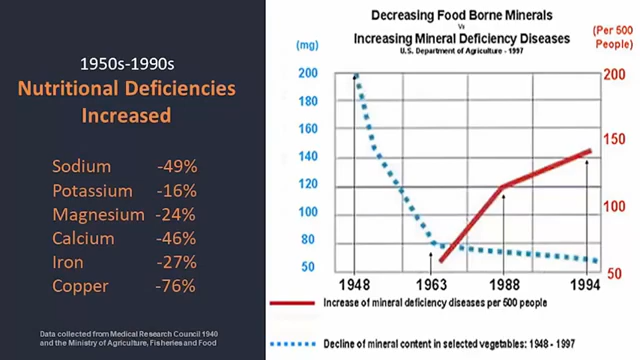 1950s-1990s
Nutritional Deficiencies
Increased
Sodium -49%
Potassium -16%
Magnesium -24%
Calcium -46%
Iron -27%
Copper -76%
Data collected from Medical Research Council 1940
and the Ministry of Agriculture, Fisheries and Food
Decreasing Food Borne Minerals
Vs
Increasing Mineral Deficiency Diseases
U.S. Department of Agriculture - 1997
(mg)
(Per 500
People)
200
180
160
140
120
100
80
50
200
150
100
50
1948
1963
1988
1994
Increase of mineral deficiency diseases per 500 people
Decline of mineral content in selected vegetables: 1948 - 1997